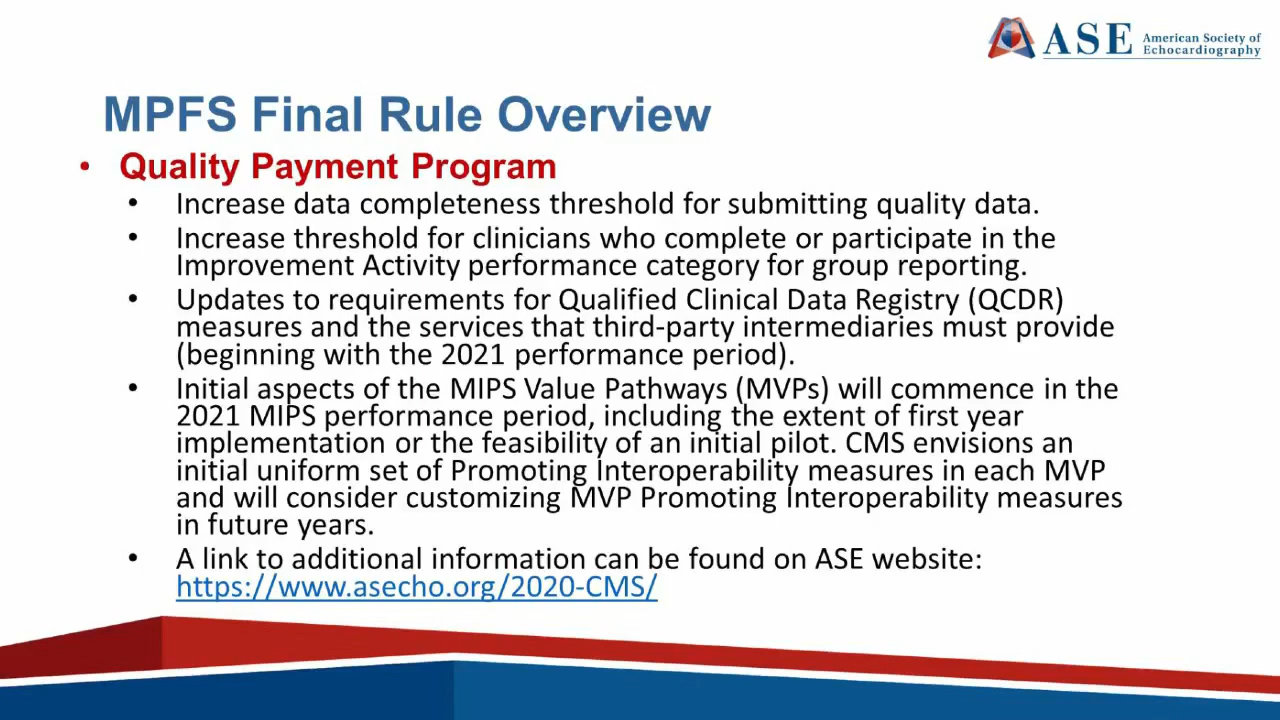 ASE American Society of
Echocardiography
MPFS Final Rule Overview
• Quality Payment Program
• Increase data completeness threshold for submitting quality data.
• Increase threshold for clinicians who complete or participate in the
Improvement Activity performance category for group reporting.
• Updates to requirements for Qualified Clinical Data Registry (QCDR)
measures and the services that third-party intermediaries must provide
(beginning with the 2021 performance period).
• Initial aspects of the MIPS Value Pathways (MVPs) will commence in the
2021 MIPS performance period, including the extent of first year
implementation or the feasibility of an initial pilot. CMS envisions an
initial uniform set of Promoting Interoperability measures in each MVP
and will consider customizing MVP Promoting Interoperability measures
in future years.
• A link to additional information can be found on ASE website:
https://www.asecho.org/2020-CMS/